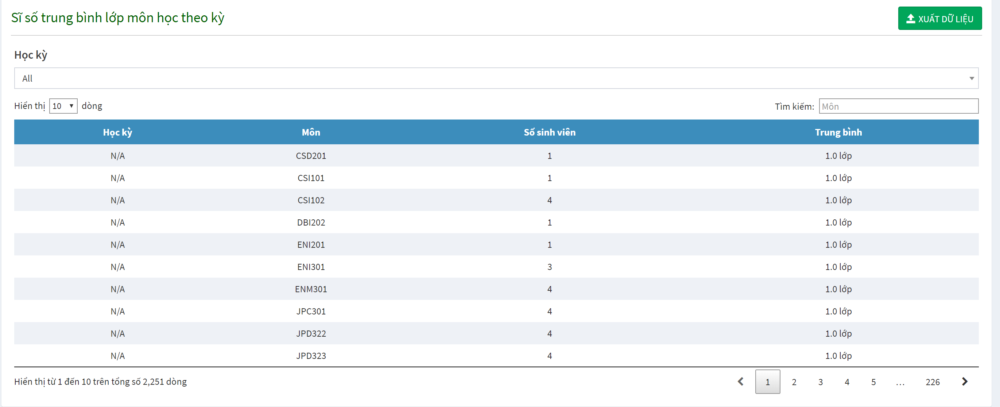 Sĩ số trung bình lớp môn học theo kỳ
XUẤT DỮ LIỆU
Học kỳ
All
Hiển thị 10 dòng
Tìm kiếm: Môn
Học kỳ Môn Số sinh viên Trung bình
N/A CSD201 1 1.0 lớp
N/A CSI101 1 1.0 lớp
N/A CSI102 4 1.0 lớp
N/A DBI202 1 1.0 lớp
N/A ENI201 1 1.0 lớp
N/A ENI301 3 1.0 lớp
N/A ENM301 4 1.0 lớp
N/A JPC301 4 1.0 lớp
N/A JPD322 4 1.0 lớp
N/A JPD323 4 1.0 lớp
Hiển thị từ 1 đến 10 trên tổng số 2,251 dòng
1 2 3 4 5 ... 226